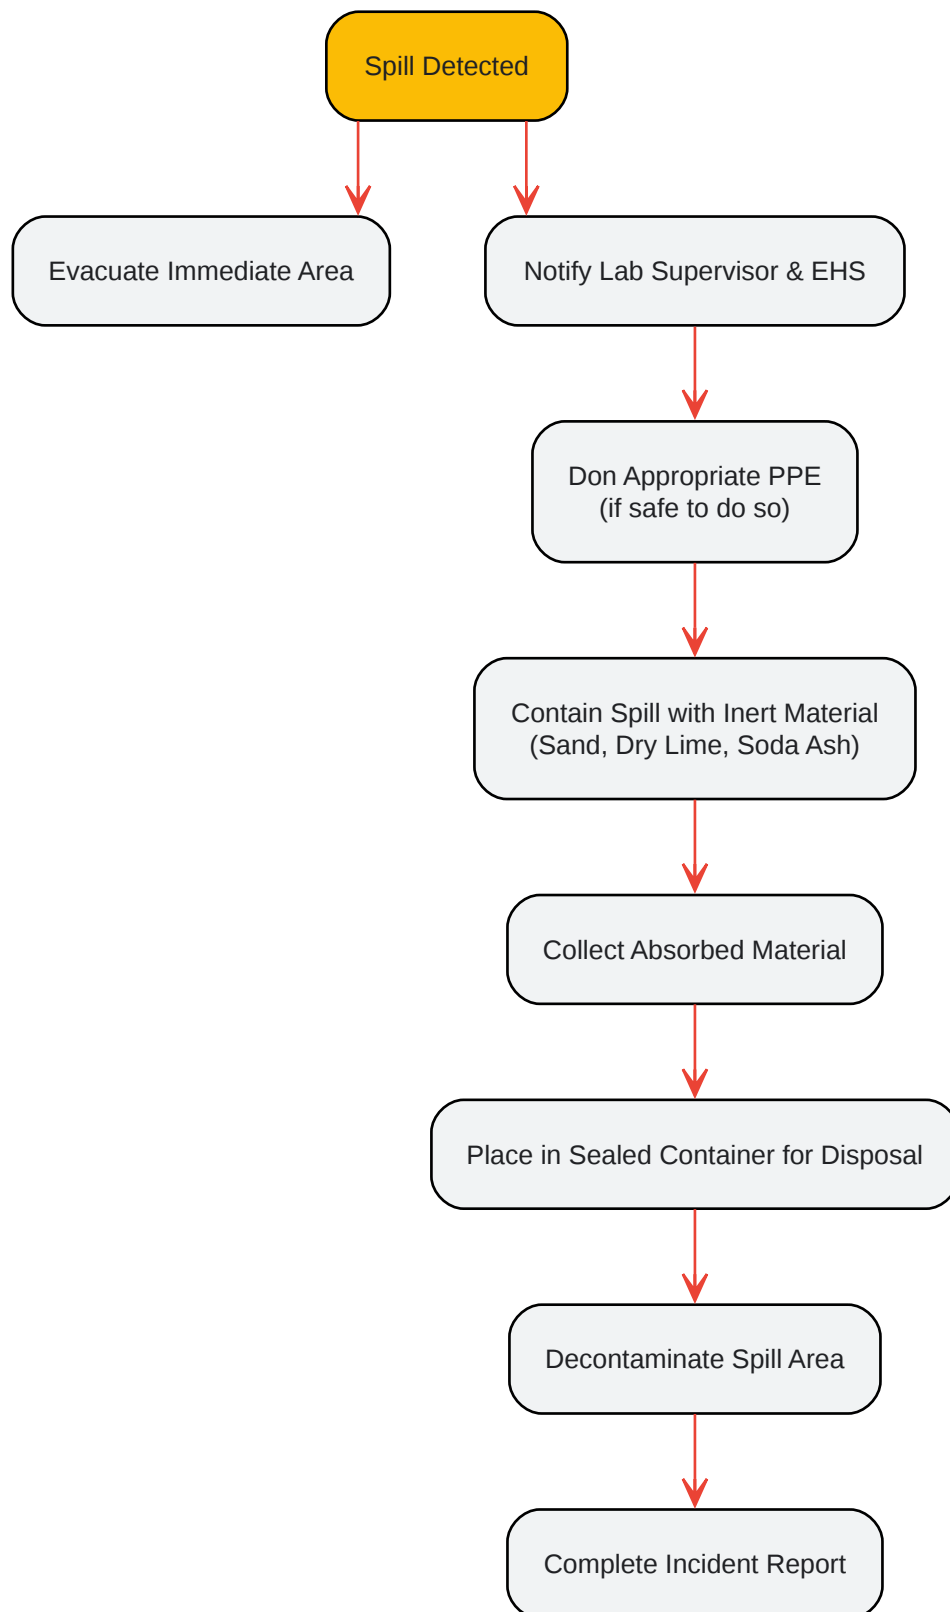 Spill Detected
Evacuate Immediate Area
Notify Lab Supervisor & EHS
Don Appropriate PPE
(if safe to do so)
Contain Spill with Inert Material
(Sand, Dry Lime, Soda Ash)
Collect Absorbed Material
Place in Sealed Container for Disposal
Decontaminate Spill Area
Complete Incident Report